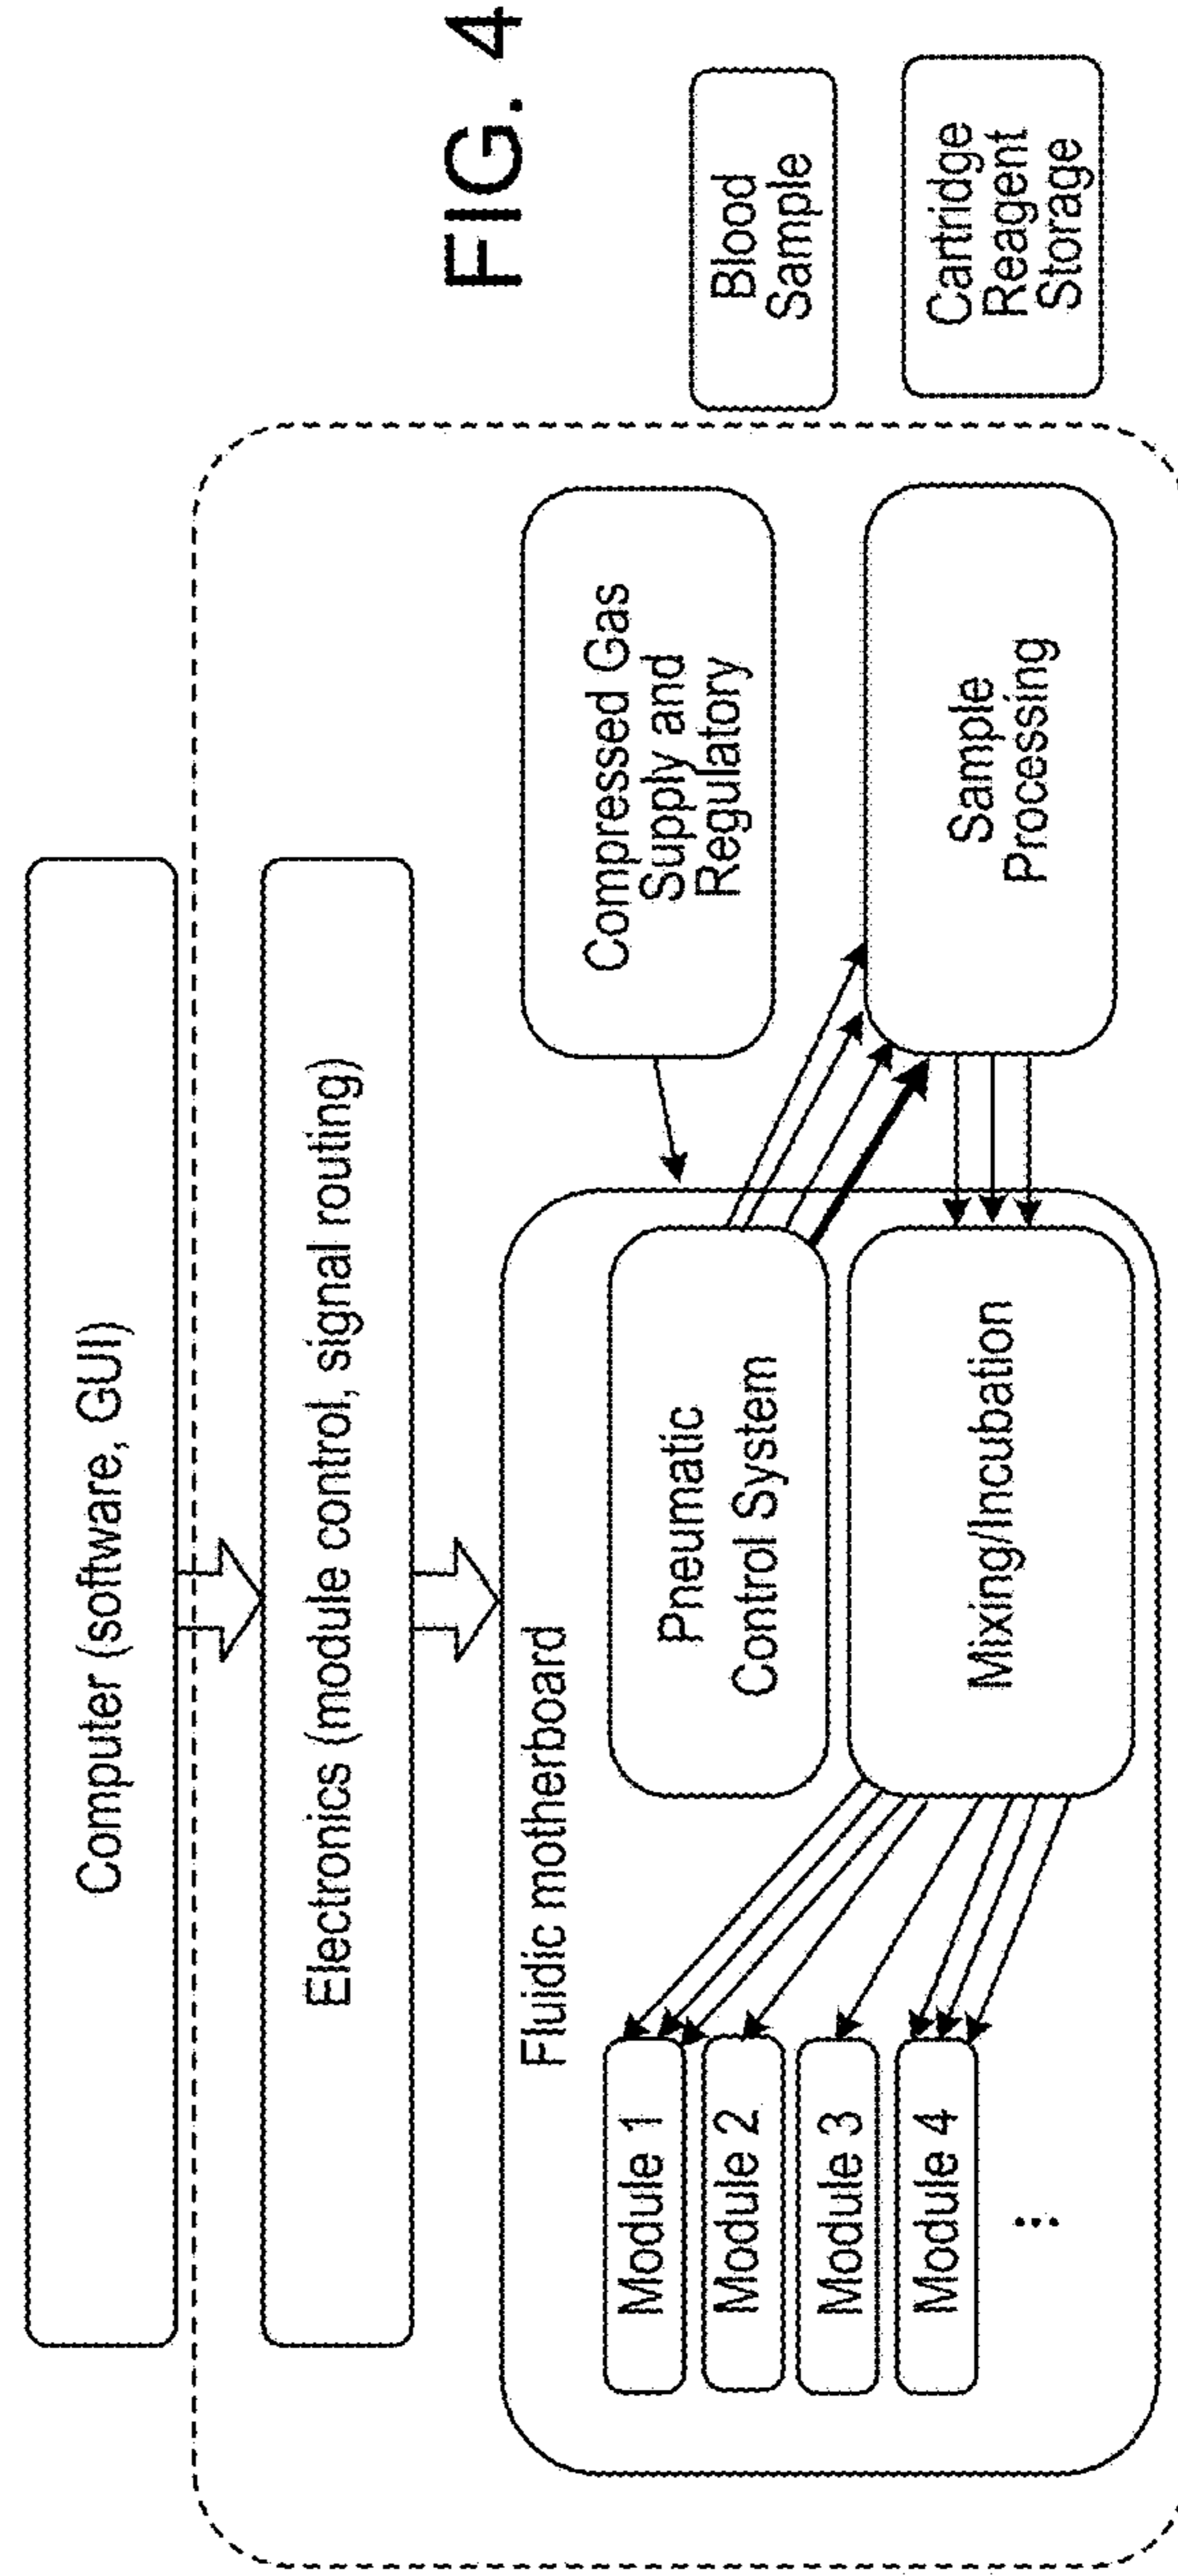 FIG. 4
Computer (software, GUI)
Electronics (module control, signal routing)
Fluidic motherboard
Module 1
Module 2
Module 3
Module 4
...
Pneumatic
Control System
Mixing/Incubation
Compressed Gas
Supply and
Regulatory
Sample
Processing
Blood
Sample
Cartridge
Reagent
Storage